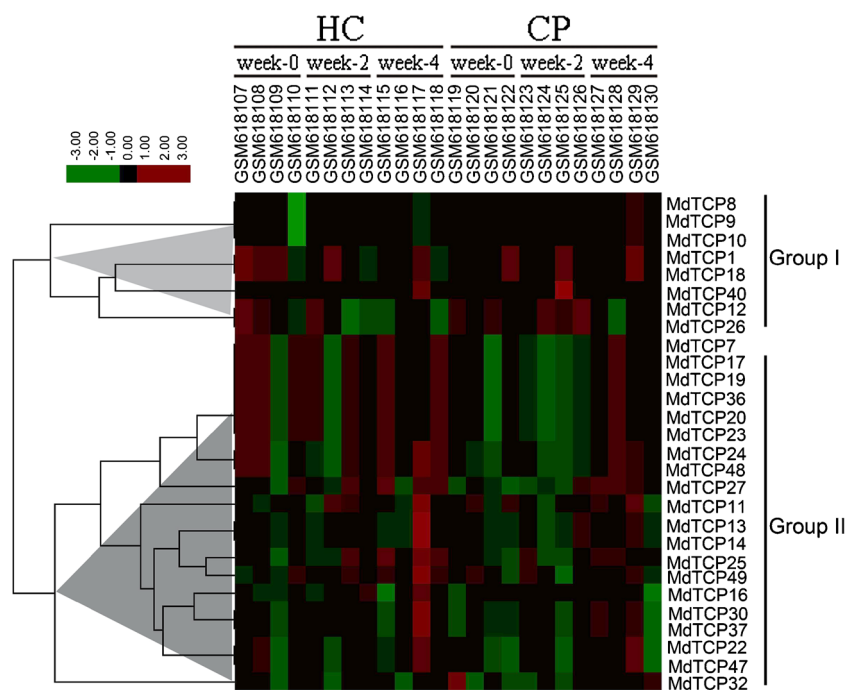 HC CP
week-0 week-2 week-4 week-0 week-2 week-4
GSM618107
GSM618108
GSM618109
GSM618110
GSM618111
GSM618112
GSM618113
GSM618114
GSM618115
GSM618116
GSM618117
GSM618118
GSM618119
GSM618120
GSM618121
GSM618122
GSM618123
GSM618124
GSM618125
GSM618126
GSM618127
GSM618128
GSM618129
GSM618130
-3.00
-2.00
-1.00
0.00
1.00
2.00
3.00
MdTCP8
MdTCP9
MdTCP10
MdTCP1
MdTCP18
MdTCP40
MdTCP12
MdTCP26
Group I
MdTCP7
MdTCP17
MdTCP19
MdTCP36
MdTCP20
MdTCP23
MdTCP24
MdTCP48
MdTCP27
MdTCP11
MdTCP13
MdTCP14
MdTCP25
MdTCP49
MdTCP16
MdTCP30
MdTCP37
MdTCP22
MdTCP47
MdTCP32
Group II